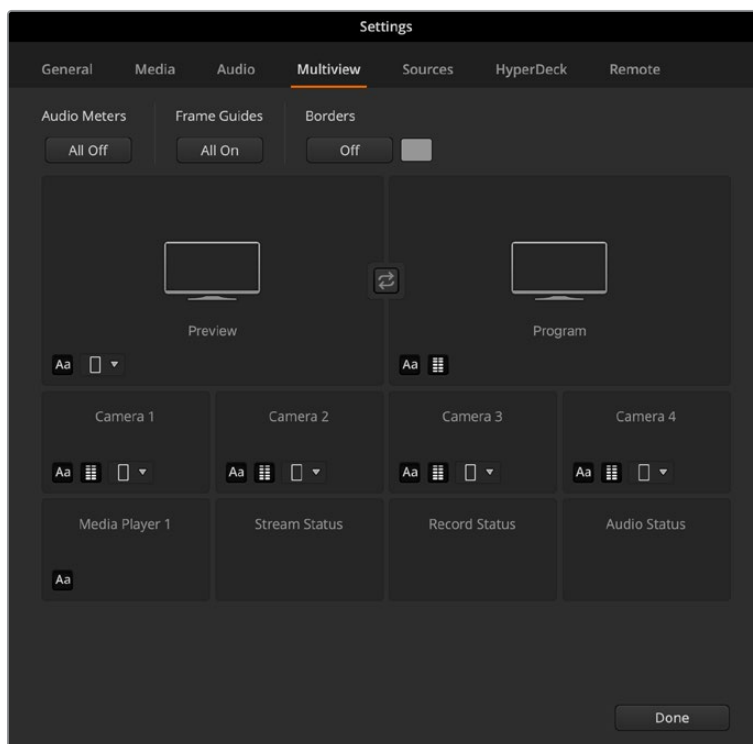 Settings
General Media Audio Multiview Sources HyperDeck Remote
Audio Meters Frame Guides Borders
All Off All On Off
Preview Program
Aa Aa
Camera 1 Camera 2 Camera 3 Camera 4
Aa Aa Aa Aa
Media Player 1 Stream Status Record Status Audio Status
Aa
Done